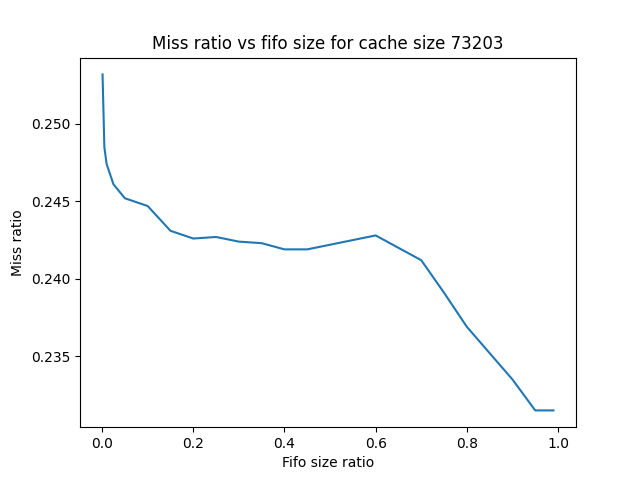 Miss ratio vs fifo size for cache size 73203
0.250
0.245
0.240
0.235
Miss ratio
0.0 0.2 0.4 0.6 0.8 1.0
Fifo size ratio